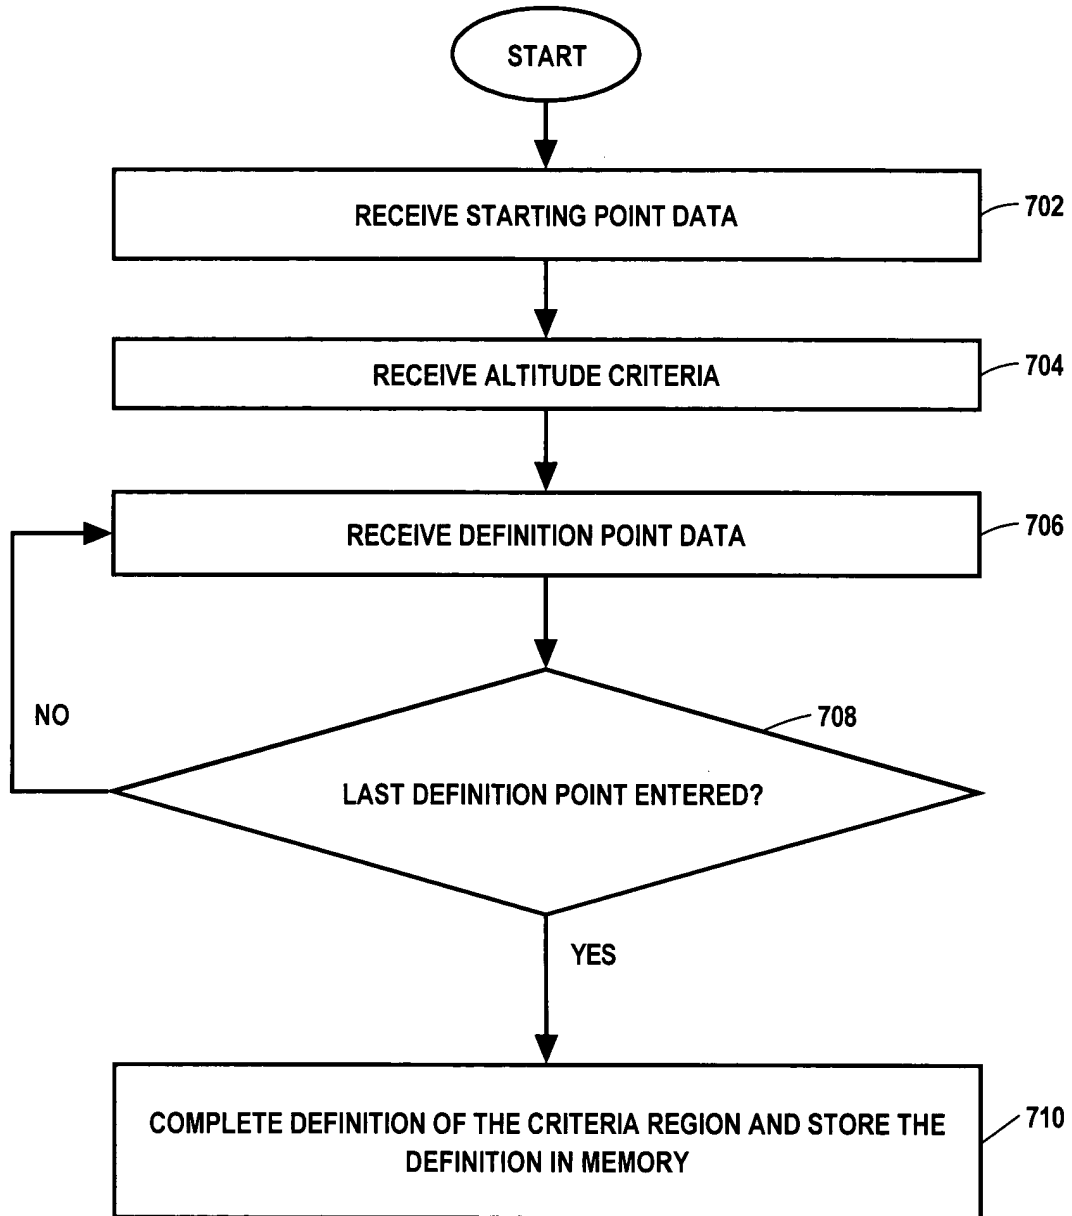 START
RECEIVE STARTING POINT DATA
702
RECEIVE ALTITUDE CRITERIA
704
RECEIVE DEFINITION POINT DATA
706
NO
708
LAST DEFINITION POINT ENTERED?
YES
COMPLETE DEFINITION OF THE CRITERIA REGION AND STORE THE
DEFINITION IN MEMORY
710